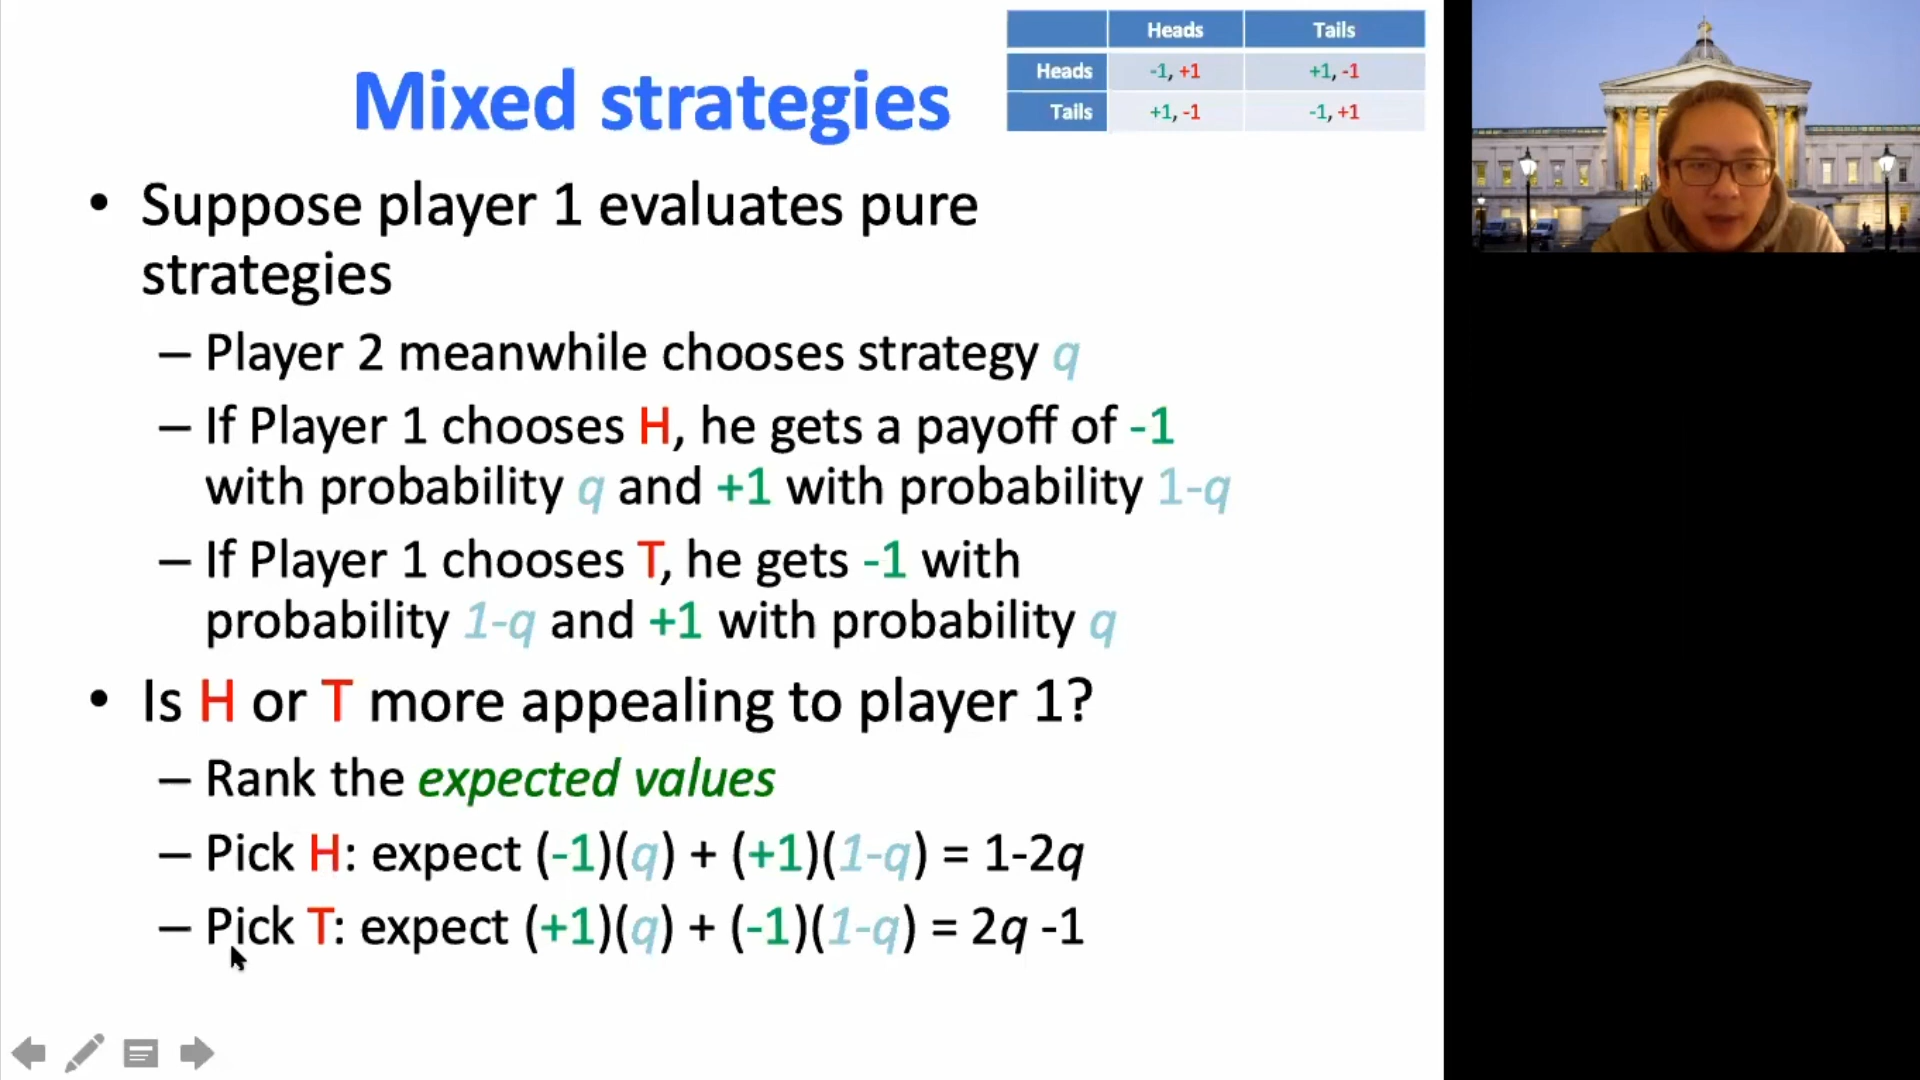 Mixed strategies
Heads Tails
Heads -1, +1 +1, -1
Tails +1, -1 -1, +1
• Suppose player 1 evaluates pure
strategies
– Player 2 meanwhile chooses strategy q
– If Player 1 chooses H, he gets a payoff of -1
with probability q and +1 with probability 1-q
– If Player 1 chooses T, he gets -1 with
probability 1-q and +1 with probability q
• Is H or T more appealing to player 1?
– Rank the expected values
– Pick H: expect (-1)(q) + (+1)(1-q) = 1-2q
– Pick T: expect (+1)(q) + (-1)(1-q) = 2q -1